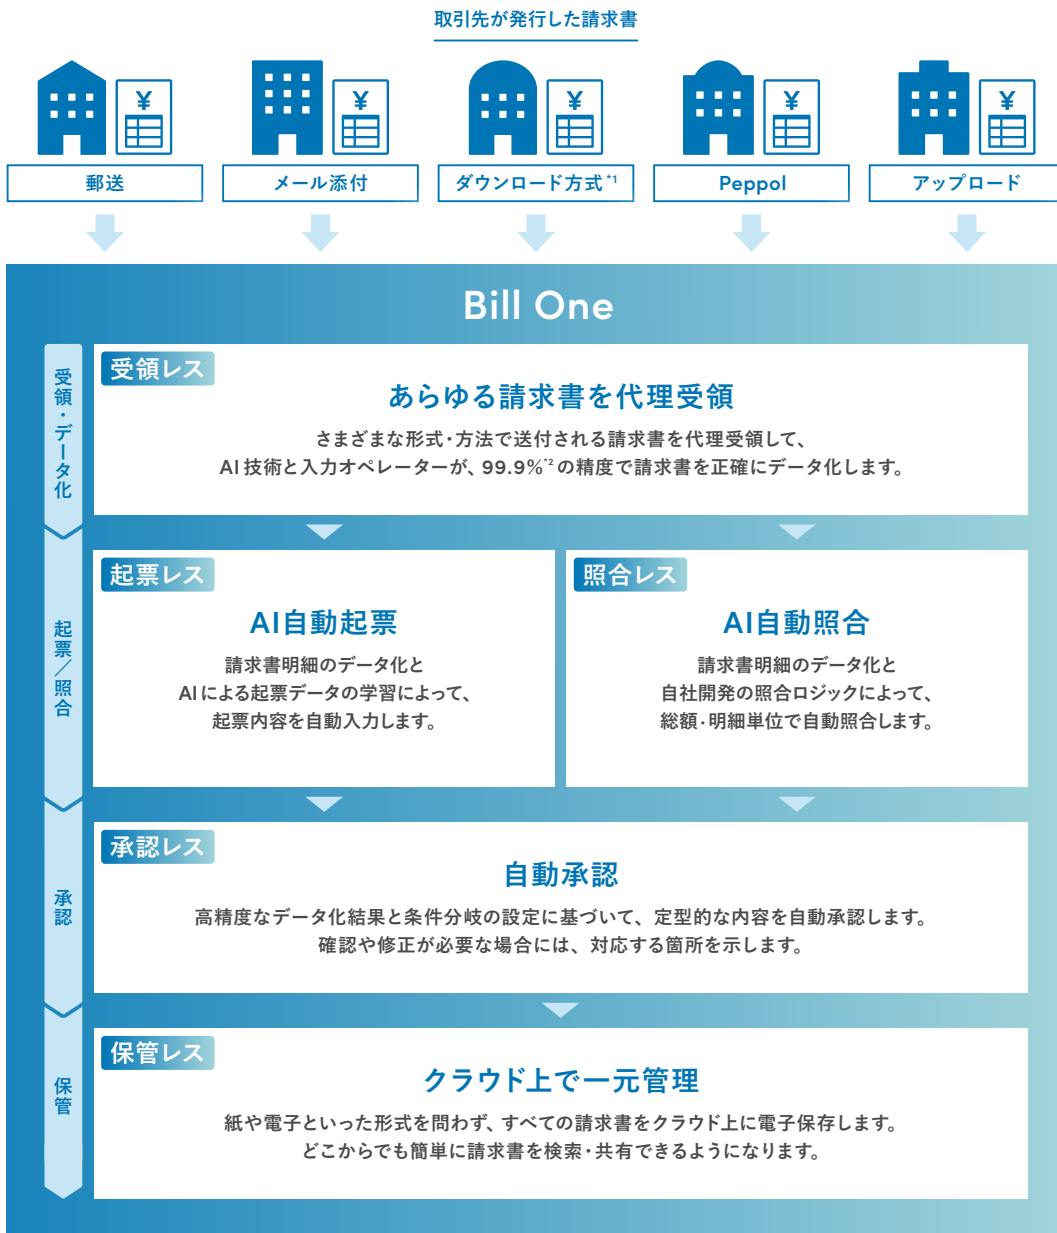 取引先が発行した請求書
¥ ¥ ¥ ¥ ¥
郵送
メール添付
ダウンロード方式*1
Peppol
アップロード
Bill One
受領・データ化
受領レス
あらゆる請求書を代理受領
さまざまな形式・方法で送付される請求書を代理受領して、
AI技術と入力オペレーターが、99.9%*2の精度で請求書を正確にデータ化します。
起票／照合
起票レス
AI自動起票
請求書明細のデータ化と
AIによる起票データの学習によって、
起票内容を自動入力します。
照合レス
AI自動照合
請求書明細のデータ化と
自社開発の照合ロジックによって、
総額・明細単位で自動照合します。
承認
承認レス
自動承認
高精度なデータ化結果と条件分岐の設定に基づいて、定型的な内容を自動承認します。
確認や修正が必要な場合には、対応する箇所を示します。
保管
保管レス
クラウド上で一元管理
紙や電子といった形式を問わず、すべての請求書をクラウド上に電子保存します。
どこからでも簡単に請求書を検索・共有できるようになります。